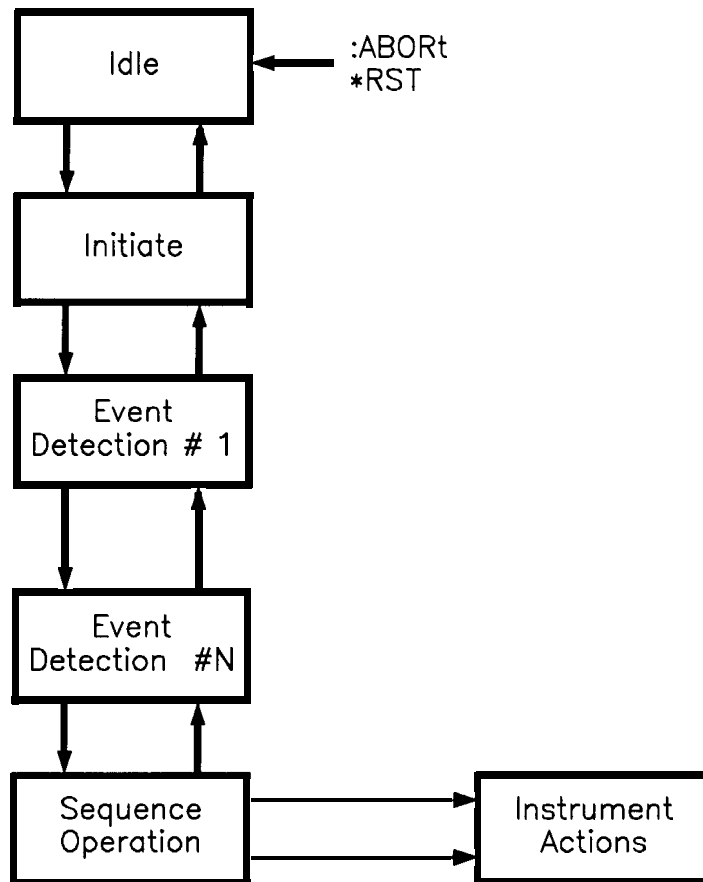 Idle
:ABORt
*RST
Initiate
Event
Detection # 1
Event
Detection #N
Sequence
Operation
Instrument
Actions